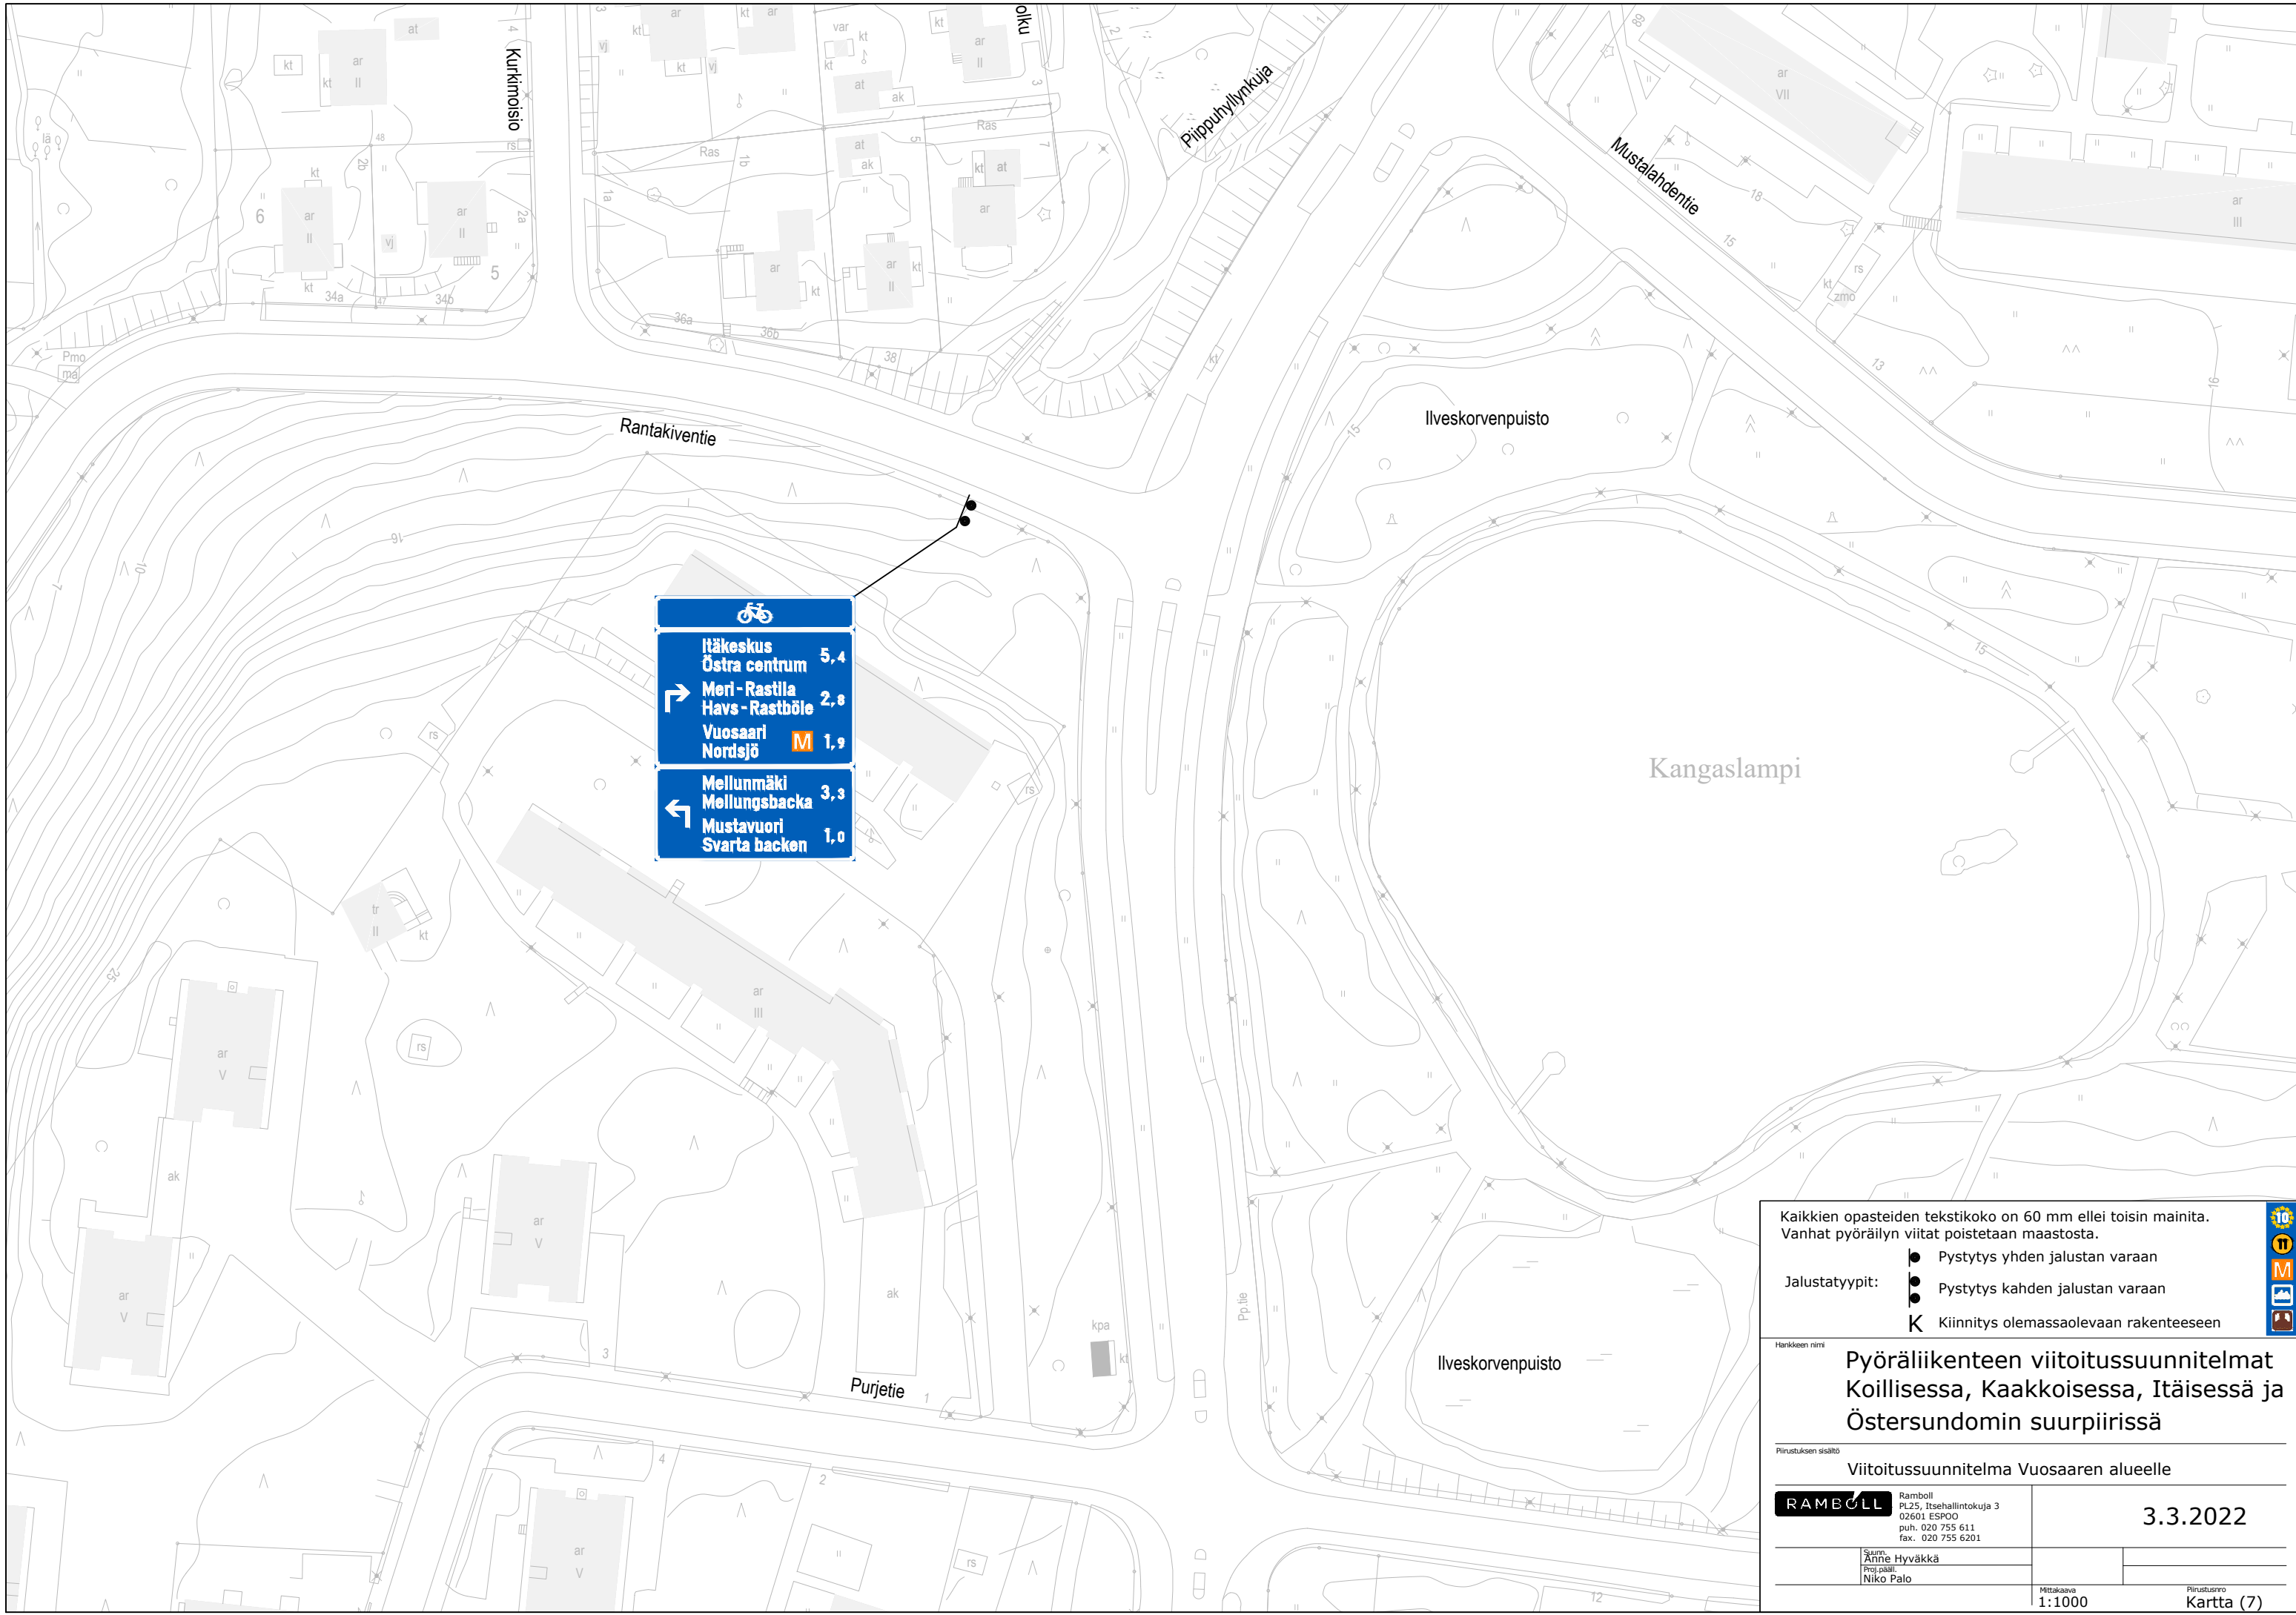 Kurkimoisio
olku
Piippuhyllynkuja
Mustalahdentie
Rantakiventie
Ilveskorvenpuisto
Itäkeskus
Östra centrum 5,4
Meri-Rastila
Havs-Rastböle 2,8
Vuosaari
Nordsjö M 1,9
Mellunmäki
Mellungsbacka 3,3
Mustavuori
Svarta backen 1,0
Kangaslampi
Pp.tie
Ilveskorvenpuisto
Purjetie
Kaikkien opasteiden tekstikoko on 60 mm ellei toisin mainita.
Vanhat pyöräilyn viitat poistetaan maastosta.
Jalustatyypit:
Pystytys yhden jalustan varaan
Pystytys kahden jalustan varaan
K Kiinnitys olemassaolevaan rakenteeseen
10
M
Hankkeen nimi
Pyöräliikenteen viitoitussuunnitelmat
Koillisessa, Kaakkoisessa, Itäisessä ja
Östersundomin suurpiirissä
Piirustuksen sisältö
Viitoitussuunnitelma Vuosaaren alueelle
RAMBOLL
Ramboll
PL25, Itsehallintokuja 3
02601 ESPOO
puh. 020 755 611
fax. 020 755 6201
3.3.2022
Suunn.
Anne Hyväkkä
Proj.pääll.
Niko Palo
Mittakaava
1:1000
Piirustusnro
Kartta (7)